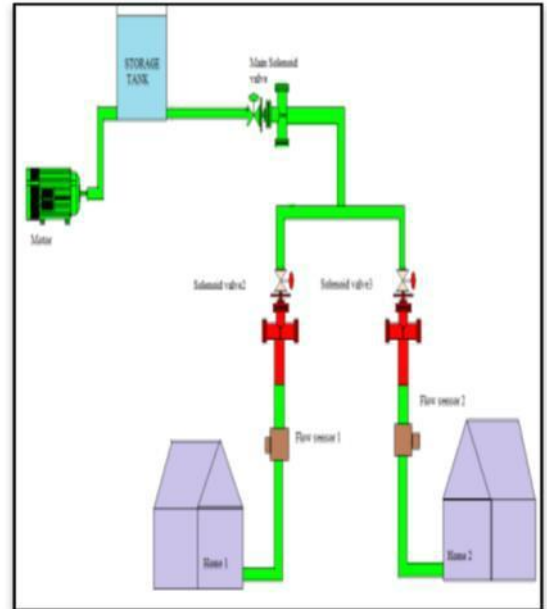 STORAGE
TANK
Main Solenoid
valve
Motor
Solenoid valve2
Solenoid valve3
Flow sensor 2
Flow sensor 1
Home 1
Home 2